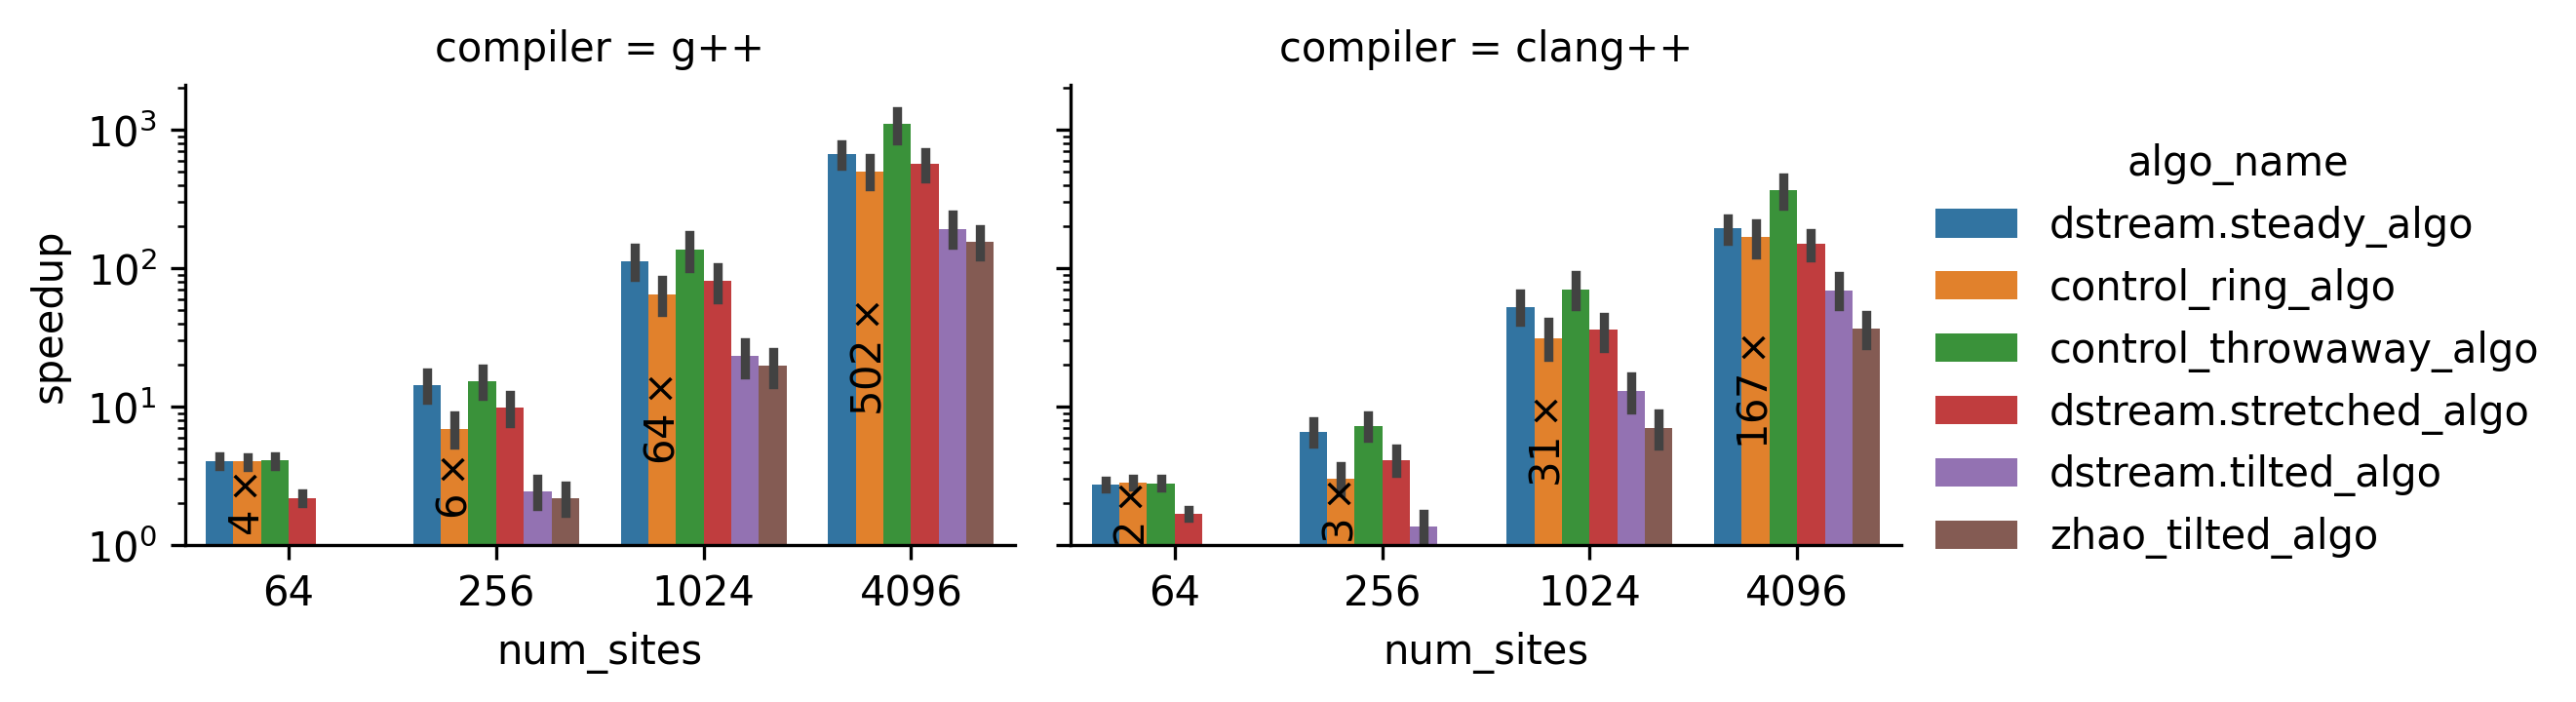 compiler = g++
compiler = clang++
speedup
10³
10²
10¹
10⁰
4 ×
6 ×
64 ×
502 ×
2 ×
3 ×
31 ×
167 ×
64
256
1024
4096
64
256
1024
4096
num_sites
num_sites
algo_name
dstream.steady_algo
control_ring_algo
control_throwaway_algo
dstream.stretched_algo
dstream.tilted_algo
zhao_tilted_algo